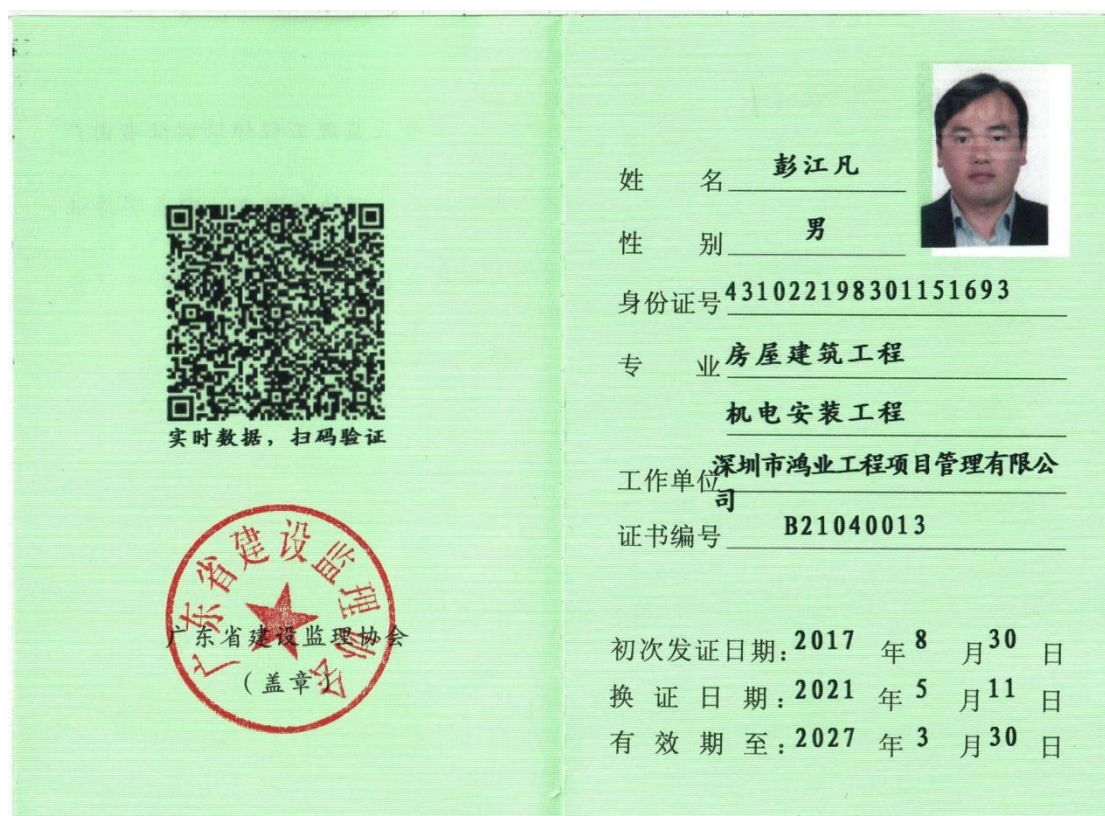 实时数据，扫码验证
广东省建设监理协会
广东省建设监理协会
（盖章）
姓 名 彭江凡
性 别 男
身份证号 431022198301151693
专 业 房屋建筑工程
机电安装工程
工作单位 深圳市鸿业工程项目管理有限公
司
证书编号 B21040013
初次发证日期：2017 年 8 月 30 日
换 证 日 期：2021 年 5 月 11 日
有 效 期 至：2027 年 3 月 30 日